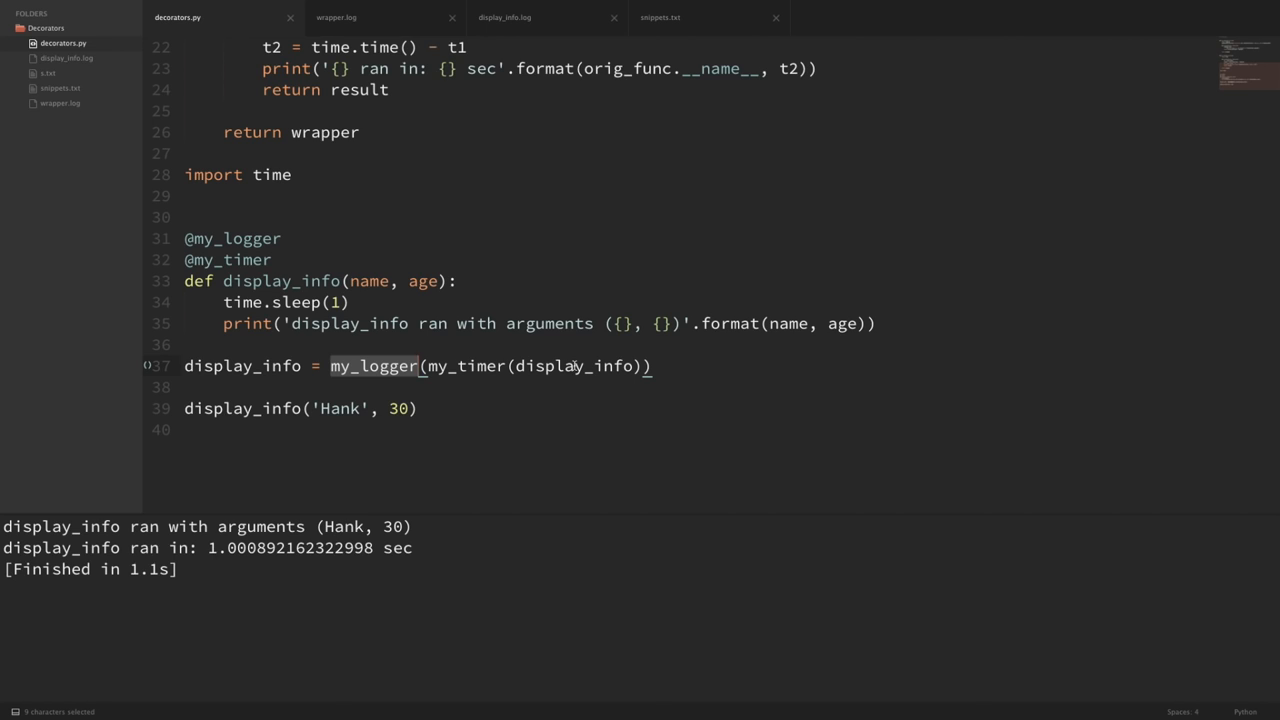 FOLDERS
Decorators
decorators.py
display_info.log
s.txt
snippets.txt
wrapper.log
decorators.py
wrapper.log
display_info.log
snippets.txt
22 t2 = time.time() - t1
23 print('{} ran in: {} sec'.format(orig_func.__name__, t2))
24 return result
25
26 return wrapper
27
28 import time
29
30
31 @my_logger
32 @my_timer
33 def display_info(name, age):
34 time.sleep(1)
35 print('display_info ran with arguments ({}, {})'.format(name, age))
36
37 display_info = my_logger(my_timer(display_info))
38
39 display_info('Hank', 30)
40
display_info ran with arguments (Hank, 30)
display_info ran in: 1.000892162322998 sec
[Finished in 1.1s]
9 characters selected
Spaces: 4
Python